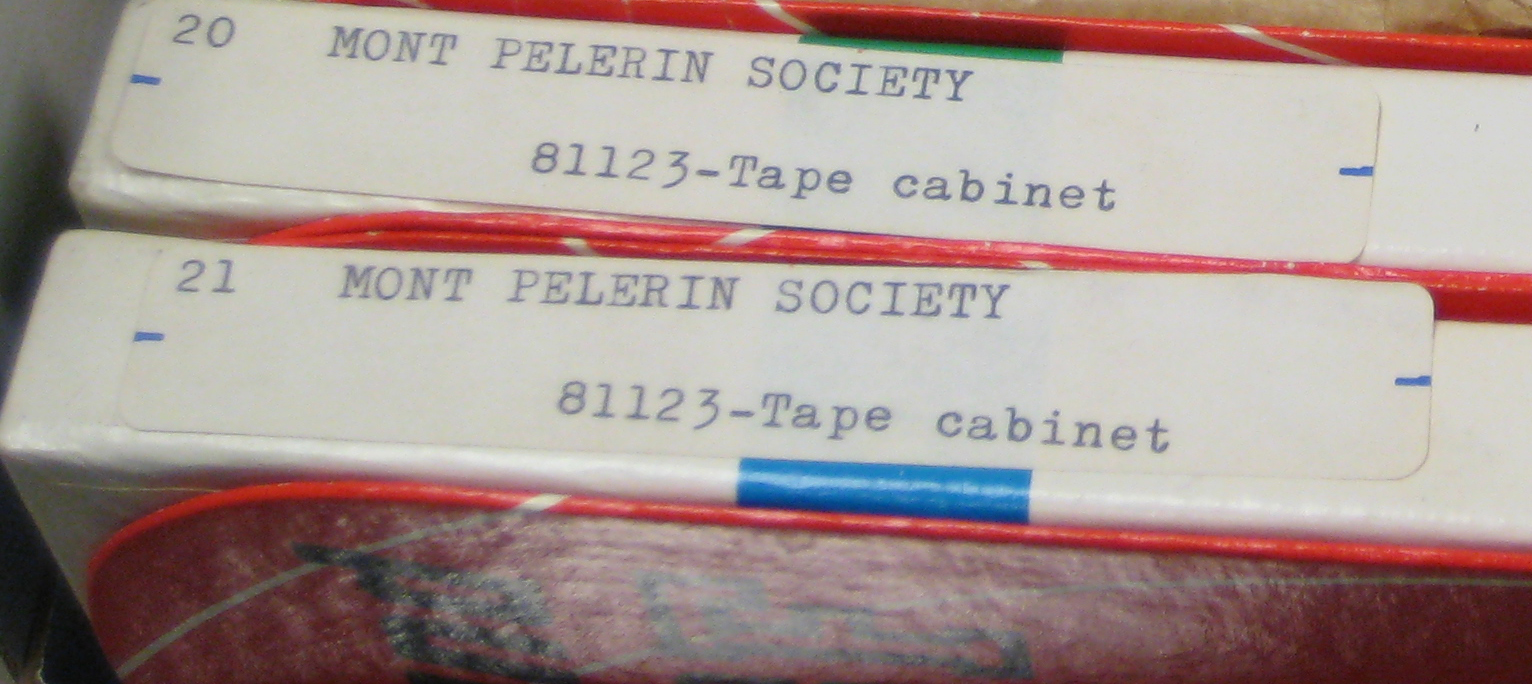 20 MONT PELERIN SOCIETY
81123-Tape cabinet
21 MONT PELERIN SOCIETY
81123-Tape cabinet